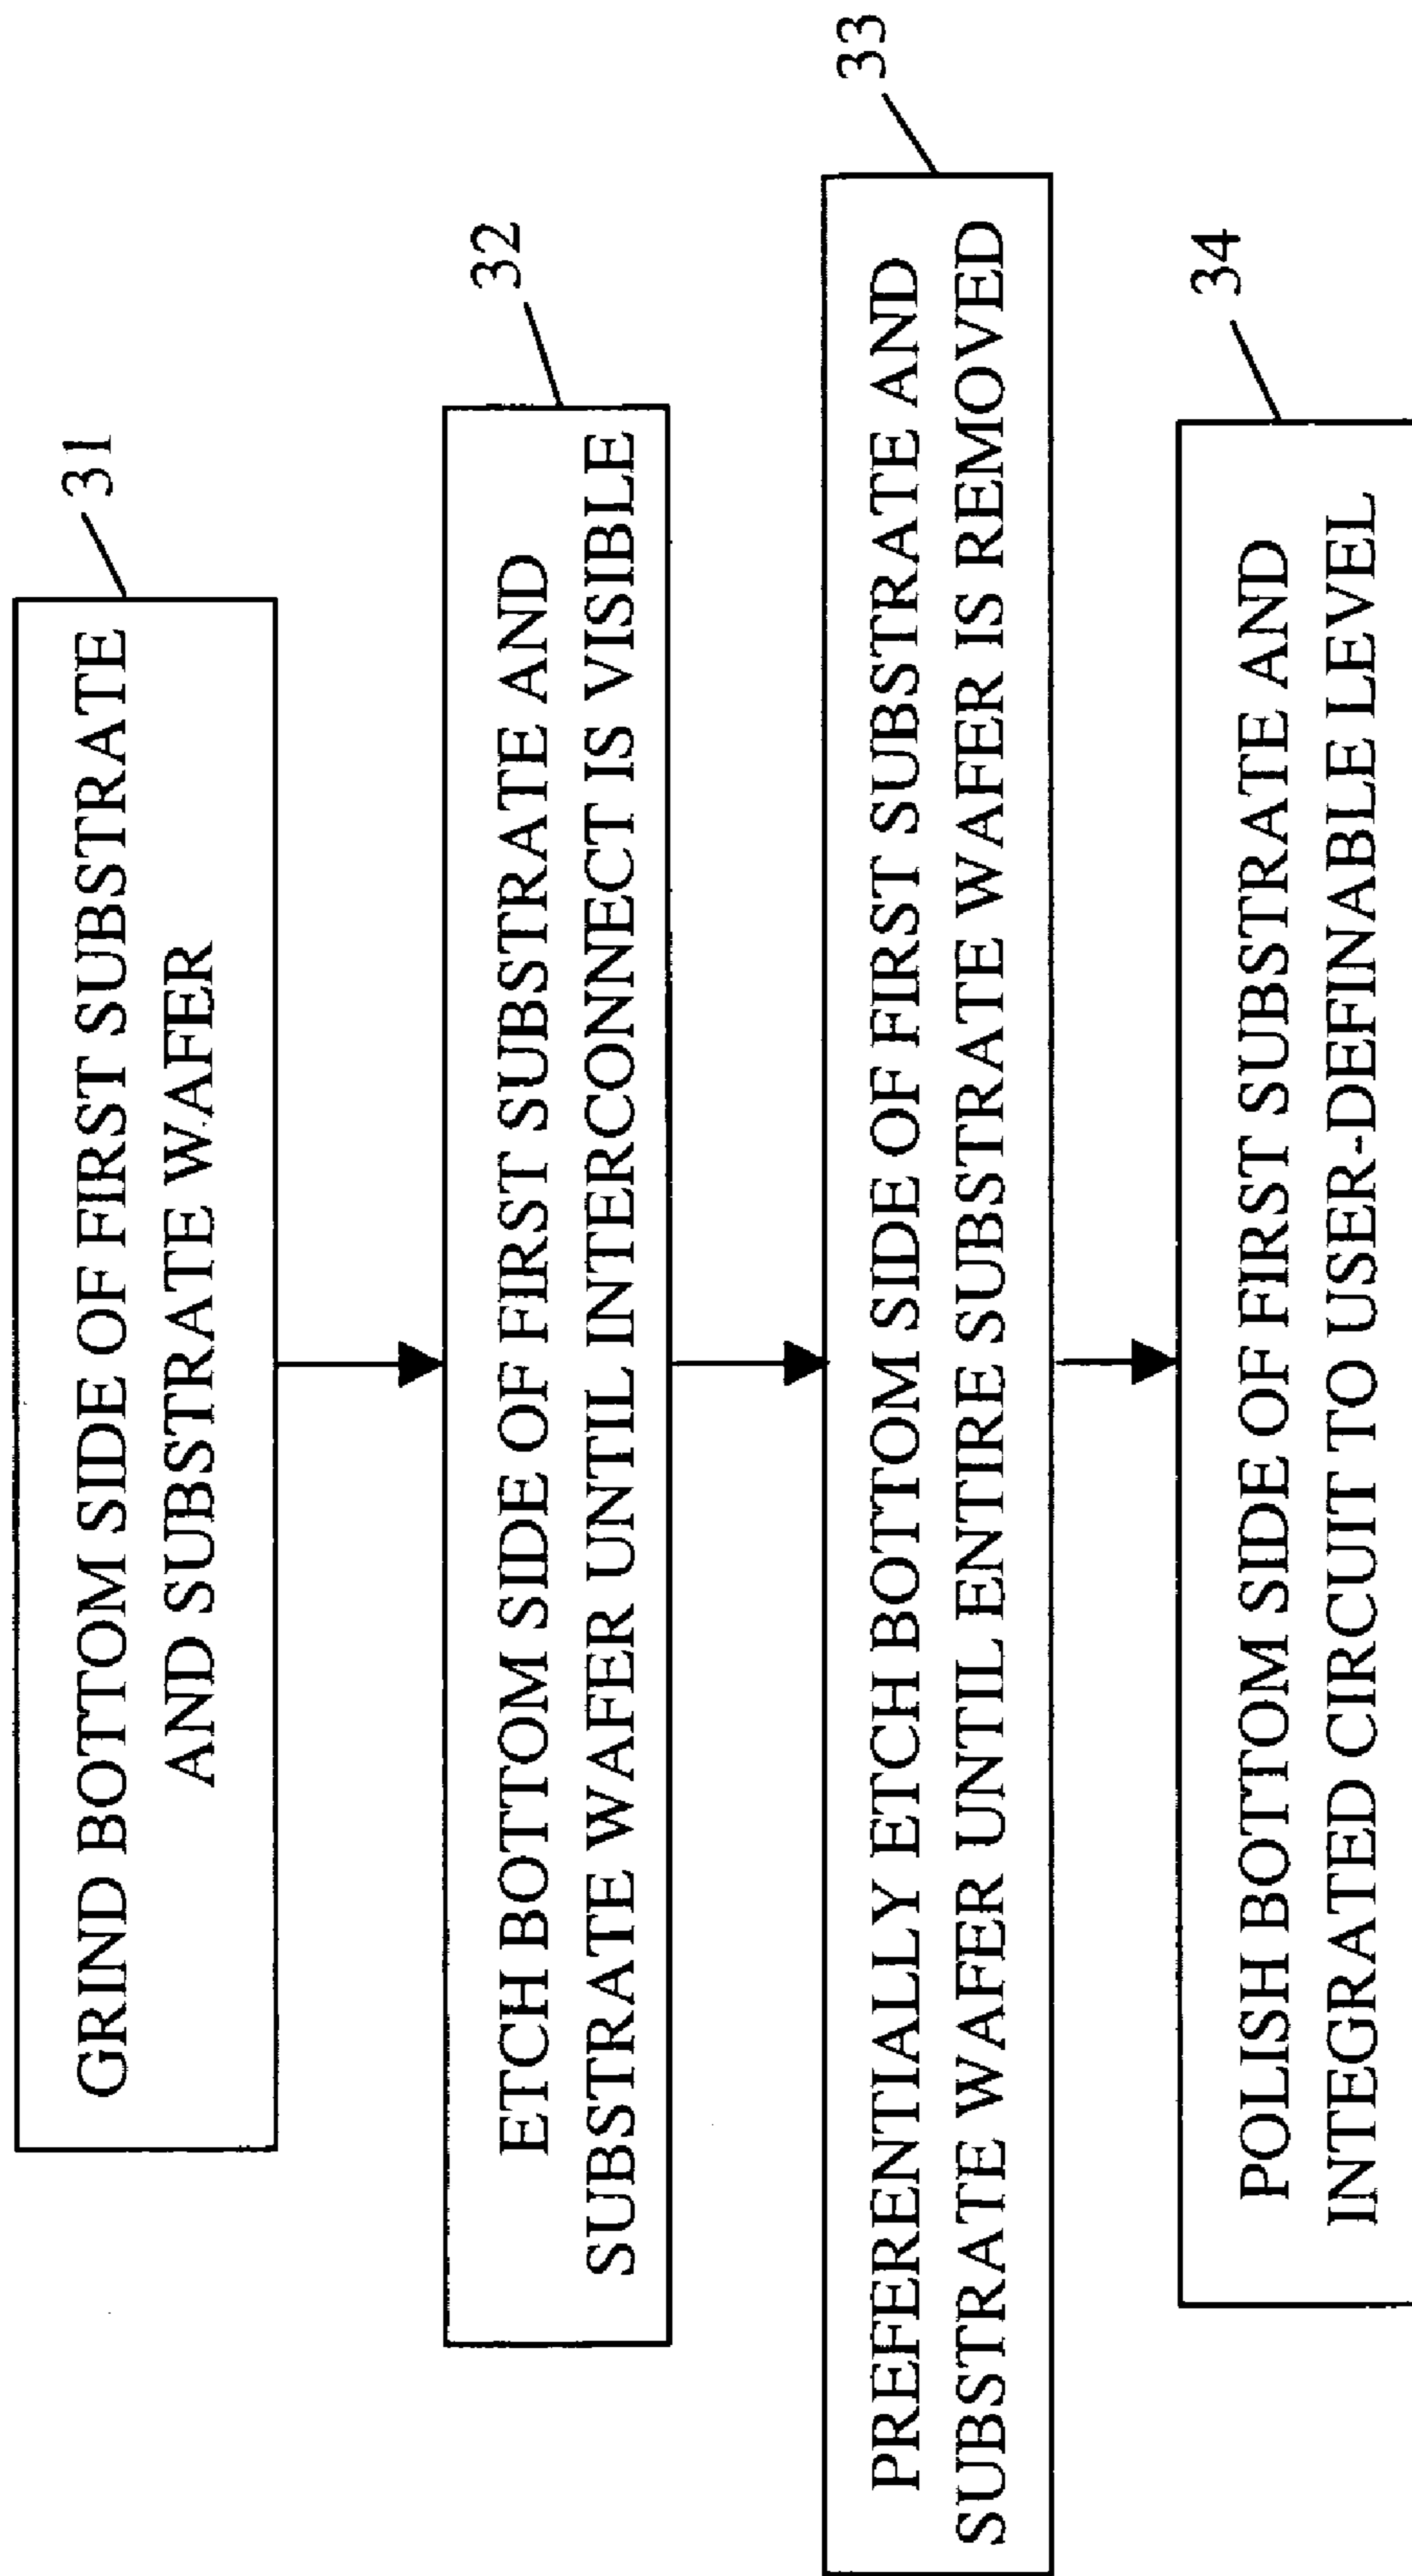 31
GRIND BOTTOM SIDE OF FIRST SUBSTRATE
AND SUBSTRATE WAFER
32
ETCH BOTTOM SIDE OF FIRST SUBSTRATE AND
SUBSTRATE WAFER UNTIL INTERCONNECT IS VISIBLE
33
PREFERENTIALLY ETCH BOTTOM SIDE OF FIRST SUBSTRATE AND
SUBSTRATE WAFER UNTIL ENTIRE SUBSTRATE WAFER IS REMOVED
34
POLISH BOTTOM SIDE OF FIRST SUBSTRATE AND
INTEGRATED CIRCUIT TO USER-DEFINABLE LEVEL